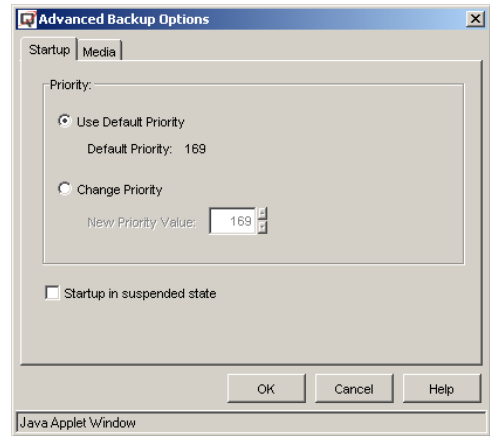 Advanced Backup Options
Startup Media
Priority:
Use Default Priority
Default Priority: 169
Change Priority
New Priority Value: 169
Startup in suspended state
OK Cancel Help
Java Applet Window